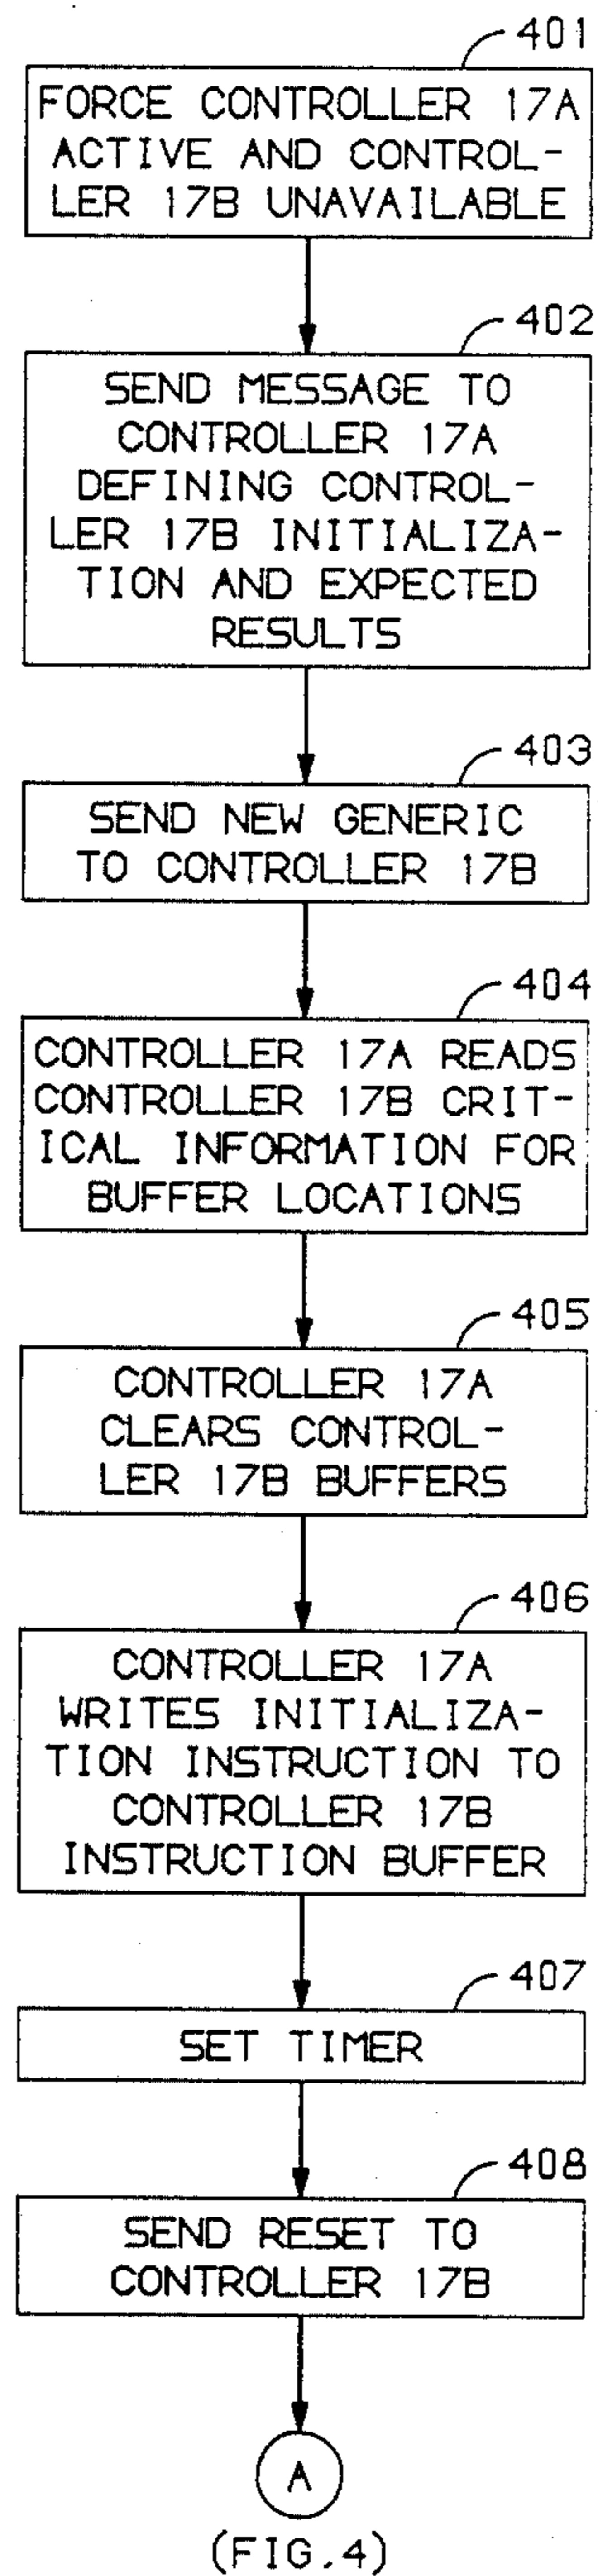 401
FORCE CONTROLLER 17A
ACTIVE AND CONTROL-
LER 17B UNAVAILABLE
402
SEND MESSAGE TO
CONTROLLER 17A
DEFINING CONTROL-
LER 17B INITIALIZA-
TION AND EXPECTED
RESULTS
403
SEND NEW GENERIC
TO CONTROLLER 17B
404
CONTROLLER 17A READS
CONTROLLER 17B CRIT-
ICAL INFORMATION FOR
BUFFER LOCATIONS
405
CONTROLLER 17A
CLEARS CONTROL-
LER 17B BUFFERS
406
CONTROLLER 17A
WRITES INITIALIZA-
TION INSTRUCTION TO
CONTROLLER 17B
INSTRUCTION BUFFER
407
SET TIMER
408
SEND RESET TO
CONTROLLER 17B
A
(FIG.4)